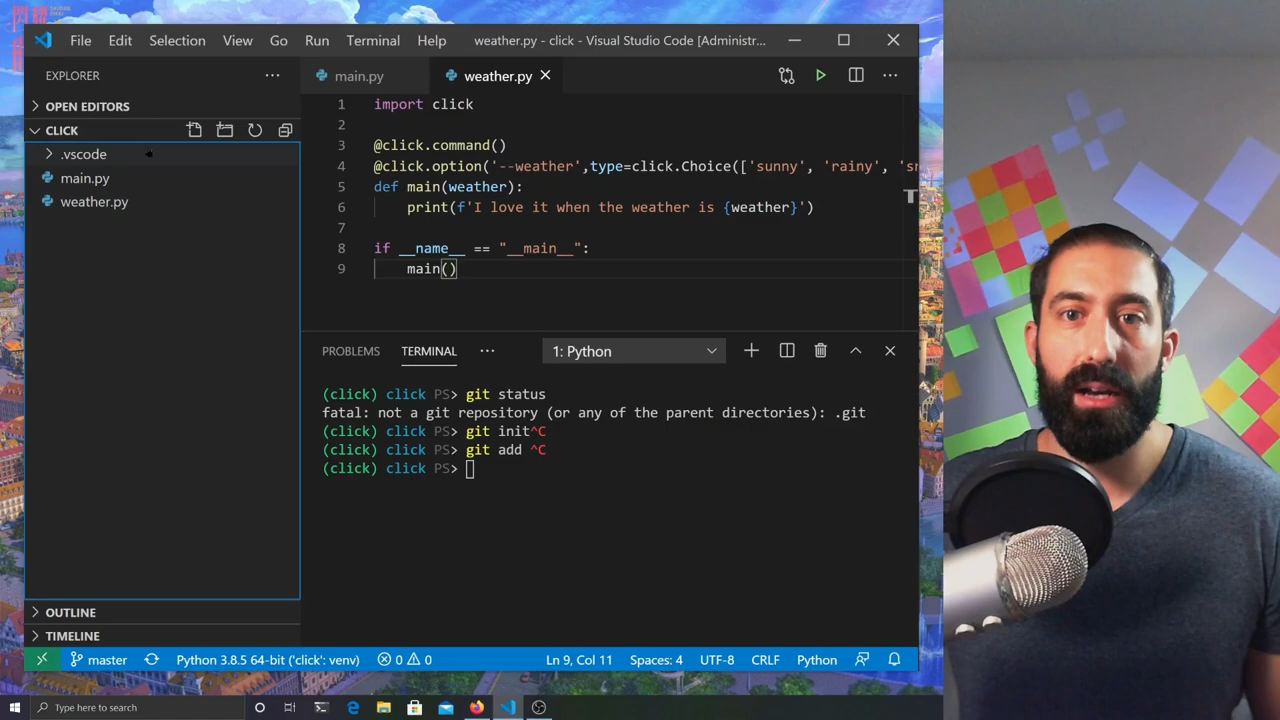 File Edit Selection View Go Run Terminal Help weather.py - click - Visual Studio Code [Administr...
EXPLORER
main.py
weather.py
OPEN EDITORS
CLICK
.vscode
main.py
weather.py
1 import click
2
3 @click.command()
4 @click.option('--weather',type=click.Choice(['sunny', 'rainy', 's
5 def main(weather):
6 print(f'I love it when the weather is {weather}')
7
8 if __name__ == "__main__":
9 main()
PROBLEMS TERMINAL 1: Python
(click) click PS> git status
fatal: not a git repository (or any of the parent directories): .git
(click) click PS> git init^C
(click) click PS> git add ^C
(click) click PS>
OUTLINE
TIMELINE
master Python 3.8.5 64-bit ('click': venv) 0 0 Ln 9, Col 11 Spaces: 4 UTF-8 CRLF Python
Type here to search